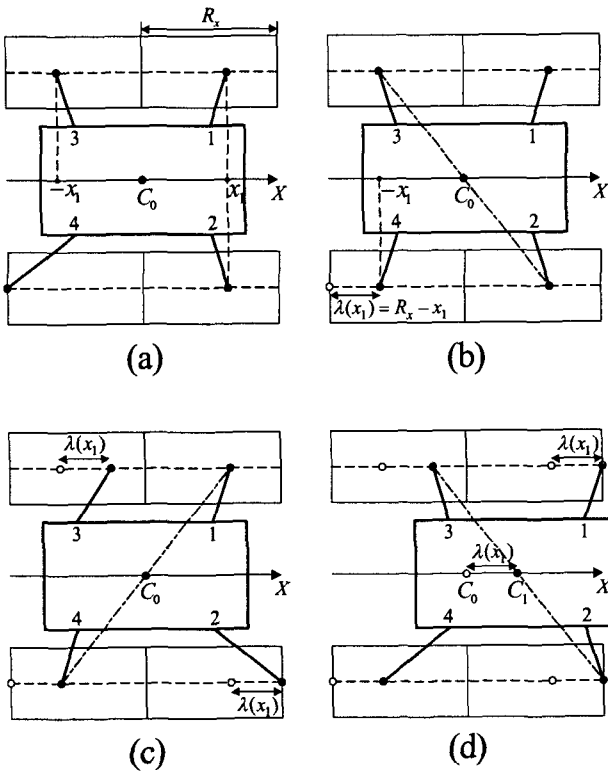 R_x
3 1
-x_1 C_0 x_1 X
4 2
(a)
3 1
-x_1 C_0 X
4 2
λ(x_1) = R_x - x_1
(b)
λ(x_1)
3 1
C_0 X
4 2
λ(x_1)
(c)
λ(x_1)
3 1
λ(x_1)
C_0 C_1 X
4 2
(d)